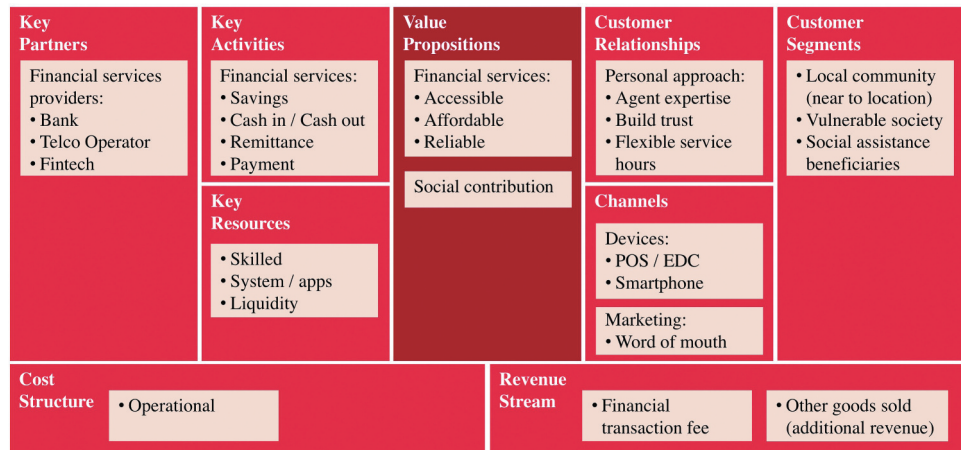 Key
Partners
Financial services
providers:
• Bank
• Telco Operator
• Fintech
Key
Activities
Financial services:
• Savings
• Cash in / Cash out
• Remittance
• Payment
Key
Resources
• Skilled
• System / apps
• Liquidity
Value
Propositions
Financial services:
• Accessible
• Affordable
• Reliable
Social contribution
Customer
Relationships
Personal approach:
• Agent expertise
• Build trust
• Flexible service
hours
Channels
Devices:
• POS / EDC
• Smartphone
Marketing:
• Word of mouth
Customer
Segments
• Local community
(near to location)
• Vulnerable society
• Social assistance
beneficiaries
Cost
Structure
• Operational
Revenue
Stream
• Financial
transaction fee
• Other goods sold
(additional revenue)